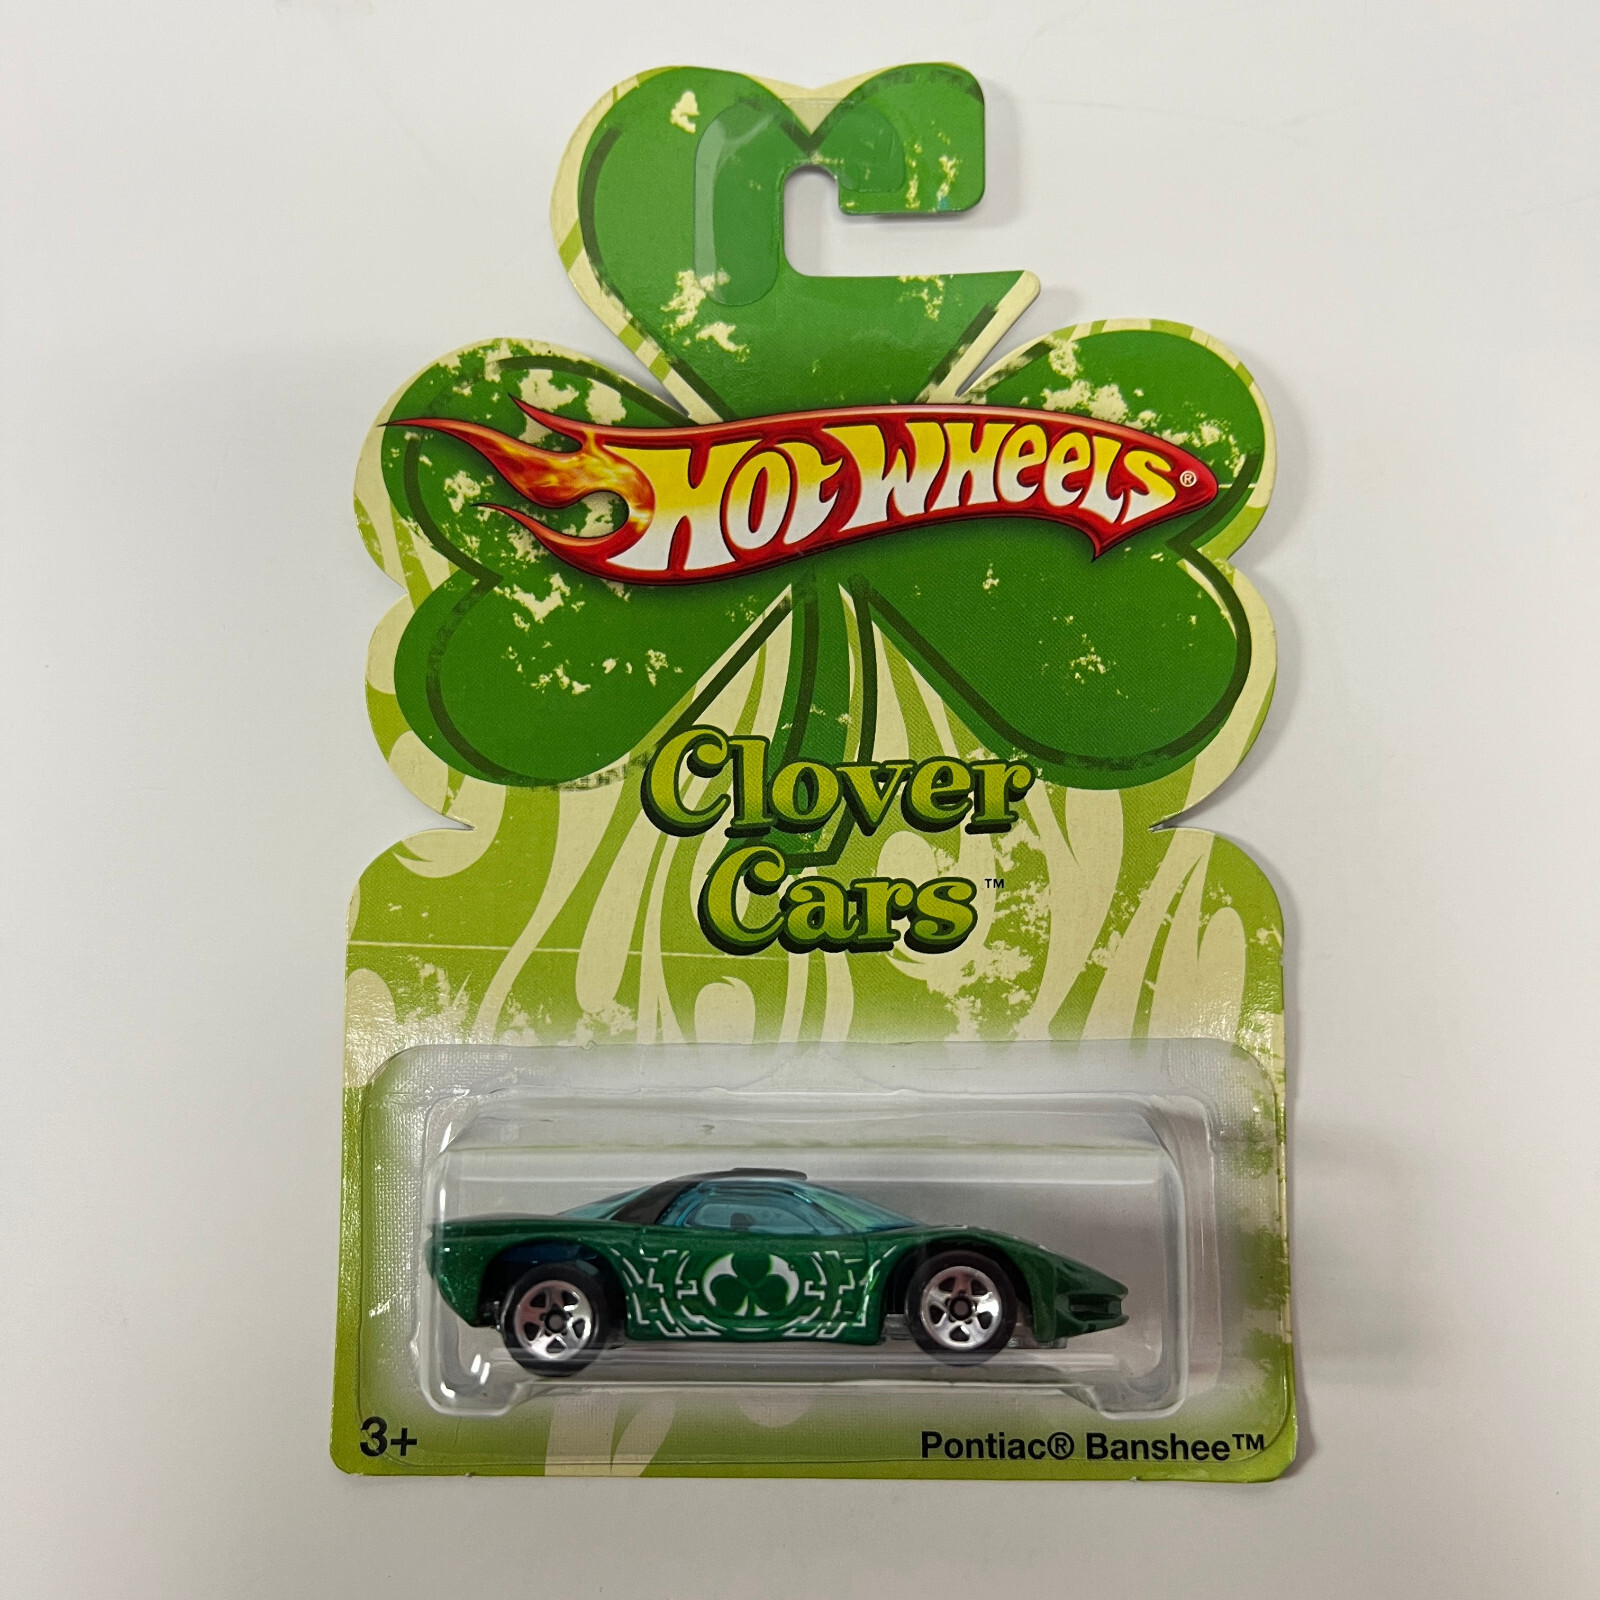 HOT WHEELS®
Clover
Cars™
3+
Pontiac® Banshee™